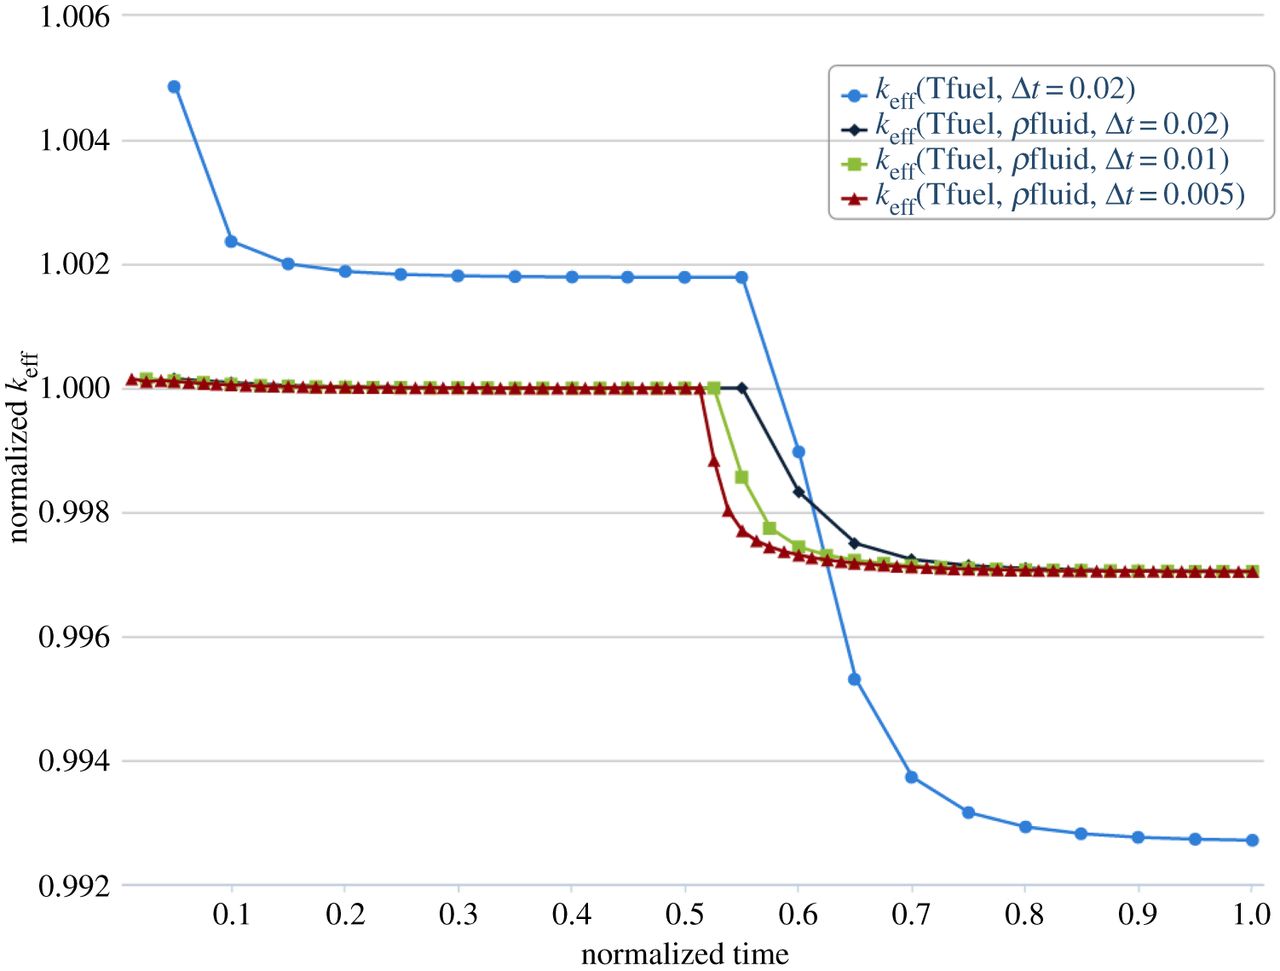 1.006
1.004
1.002
1.000
0.998
0.996
0.994
0.992
normalized keff
keff(Tfuel, Δt = 0.02)
keff(Tfuel, ρfluid, Δt = 0.02)
keff(Tfuel, ρfluid, Δt = 0.01)
keff(Tfuel, ρfluid, Δt = 0.005)
0.1 0.2 0.3 0.4 0.5 0.6 0.7 0.8 0.9 1.0
normalized time